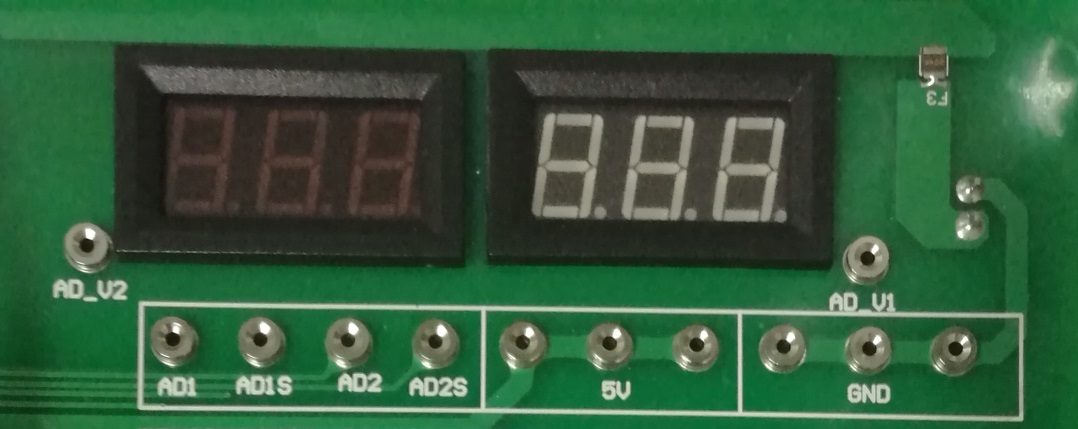 F3
AD_V2
AD_V1
AD1 AD1S AD2 AD2S 5V GND